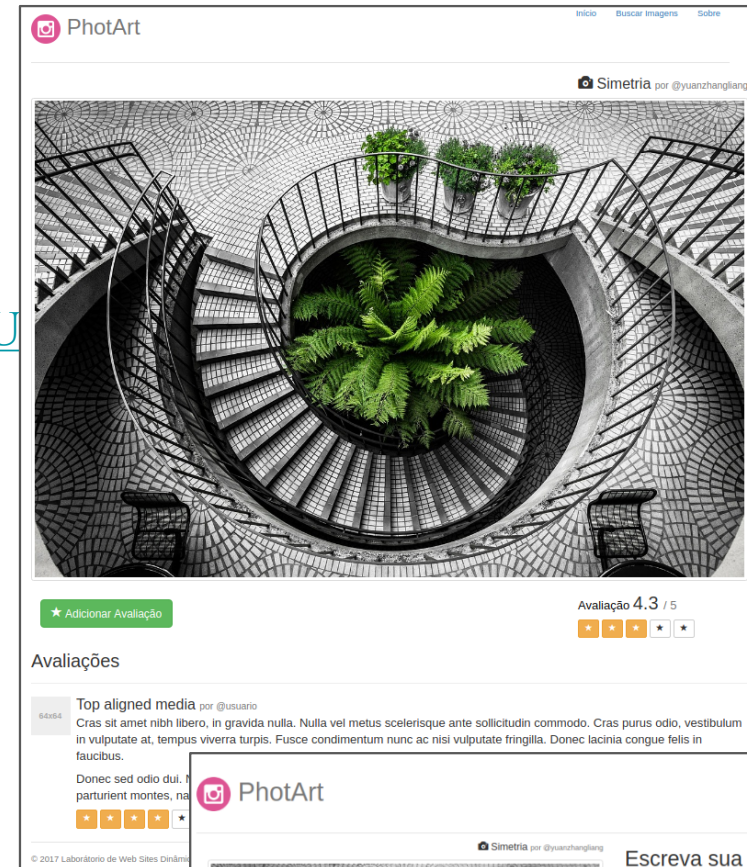 PhotArt
Início Buscar Imagens Sobre
Simetria por @yuanzhangliang
U
Adicionar Avaliação
Avaliação 4.3 / 5
Avaliações
64x64
Top aligned media por @usuario
Cras sit amet nibh libero, in gravida nulla. Nulla vel metus scelerisque ante sollicitudin commodo. Cras purus odio, vestibulum
in vulputate at, tempus viverra turpis. Fusce condimentum nunc ac nisi vulputate fringilla. Donec lacinia congue felis in
faucibus.
Donec sed odio dui.
parturient montes, na
© 2017 Laboratório de Web Sites Dinâmic
PhotArt
Simetria por @yuanzhangliang
Escreva sua